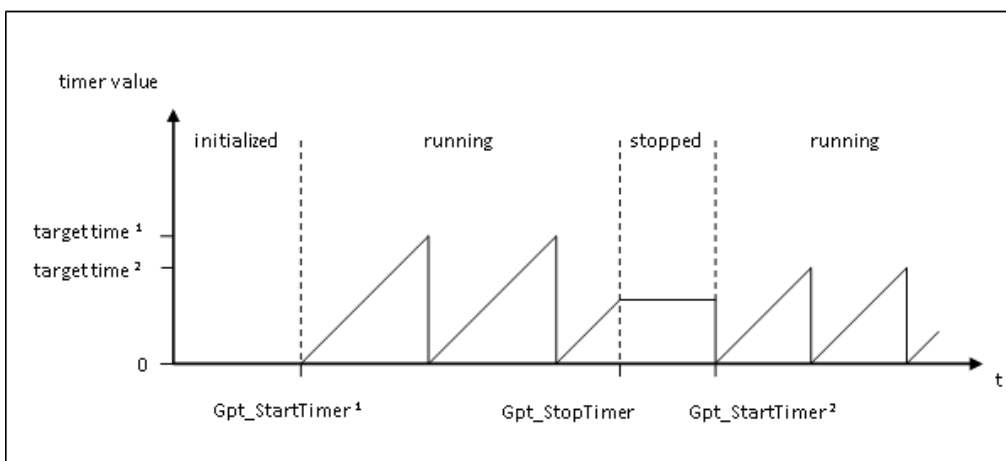 timer value
initialized running stopped running
target time ¹
target time ²
0
t
Gpt_StartTimer ¹ Gpt_StopTimer Gpt_StartTimer ²